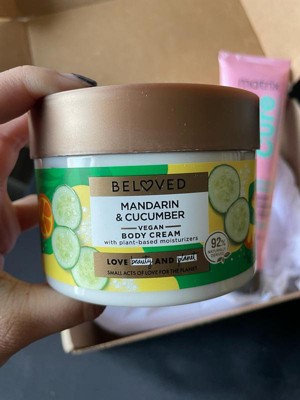 matrix
BELOVED
MANDARIN
& CUCUMBER
VEGAN
BODY CREAM
with plant-based moisturizers
92%
LOVE beauty AND planet
SMALL ACTS OF LOVE FOR THE PLANET